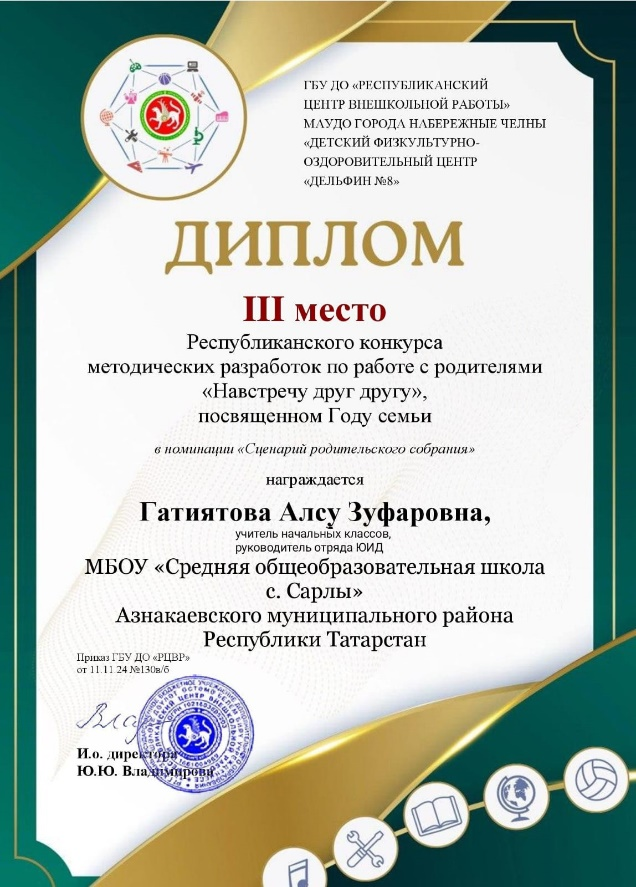 ГБУ ДО «РЕСПУБЛИКАНСКИЙ
ЦЕНТР ВНЕШКОЛЬНОЙ РАБОТЫ»
МАУДО ГОРОДА НАБЕРЕЖНЫЕ ЧЕЛНЫ
«ДЕТСКИЙ ФИЗКУЛЬТУРНО-
ОЗДОРОВИТЕЛЬНЫЙ ЦЕНТР
«ДЕЛЬФИН №8»
ДИПЛОМ
III место
Республиканского конкурса
методических разработок по работе с родителями
«Навстречу друг другу»,
посвященном Году семьи
в номинации «Сценарий родительского собрания»
награждается
Гатиятова Алсу Зуфаровна,
учитель начальных классов,
руководитель отряда ЮИД
МБОУ «Средняя общеобразовательная школа
с. Сарлы»
Азнакаевского муниципального района
Республики Татарстан
Приказ ГБУ ДО «РЦВР»
от 11.11.24 №130в/б
И.о. директора
Ю.Ю. Владимирова